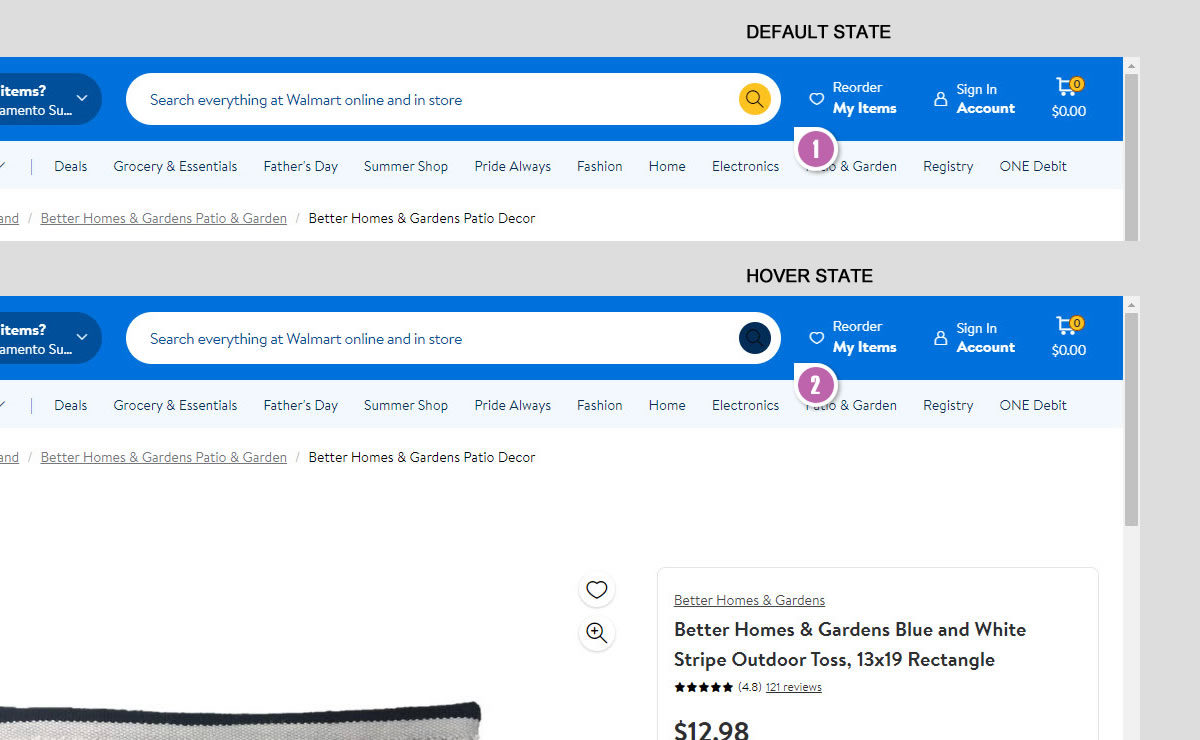 DEFAULT STATE
items?
amento Su...
Search everything at Walmart online and in store
Reorder
My Items
Sign In
Account
0
$0.00
1
Deals Grocery & Essentials Father's Day Summer Shop Pride Always Fashion Home Electronics & Garden Registry ONE Debit
and / Better Homes & Gardens Patio & Garden / Better Homes & Gardens Patio Decor
HOVER STATE
items?
amento Su...
Search everything at Walmart online and in store
Reorder
My Items
Sign In
Account
0
$0.00
2
Deals Grocery & Essentials Father's Day Summer Shop Pride Always Fashion Home Electronics Patio & Garden Registry ONE Debit
and / Better Homes & Gardens Patio & Garden / Better Homes & Gardens Patio Decor
Better Homes & Gardens
Better Homes & Gardens Blue and White
Stripe Outdoor Toss, 13x19 Rectangle
(4.8) 121 reviews
$12.98